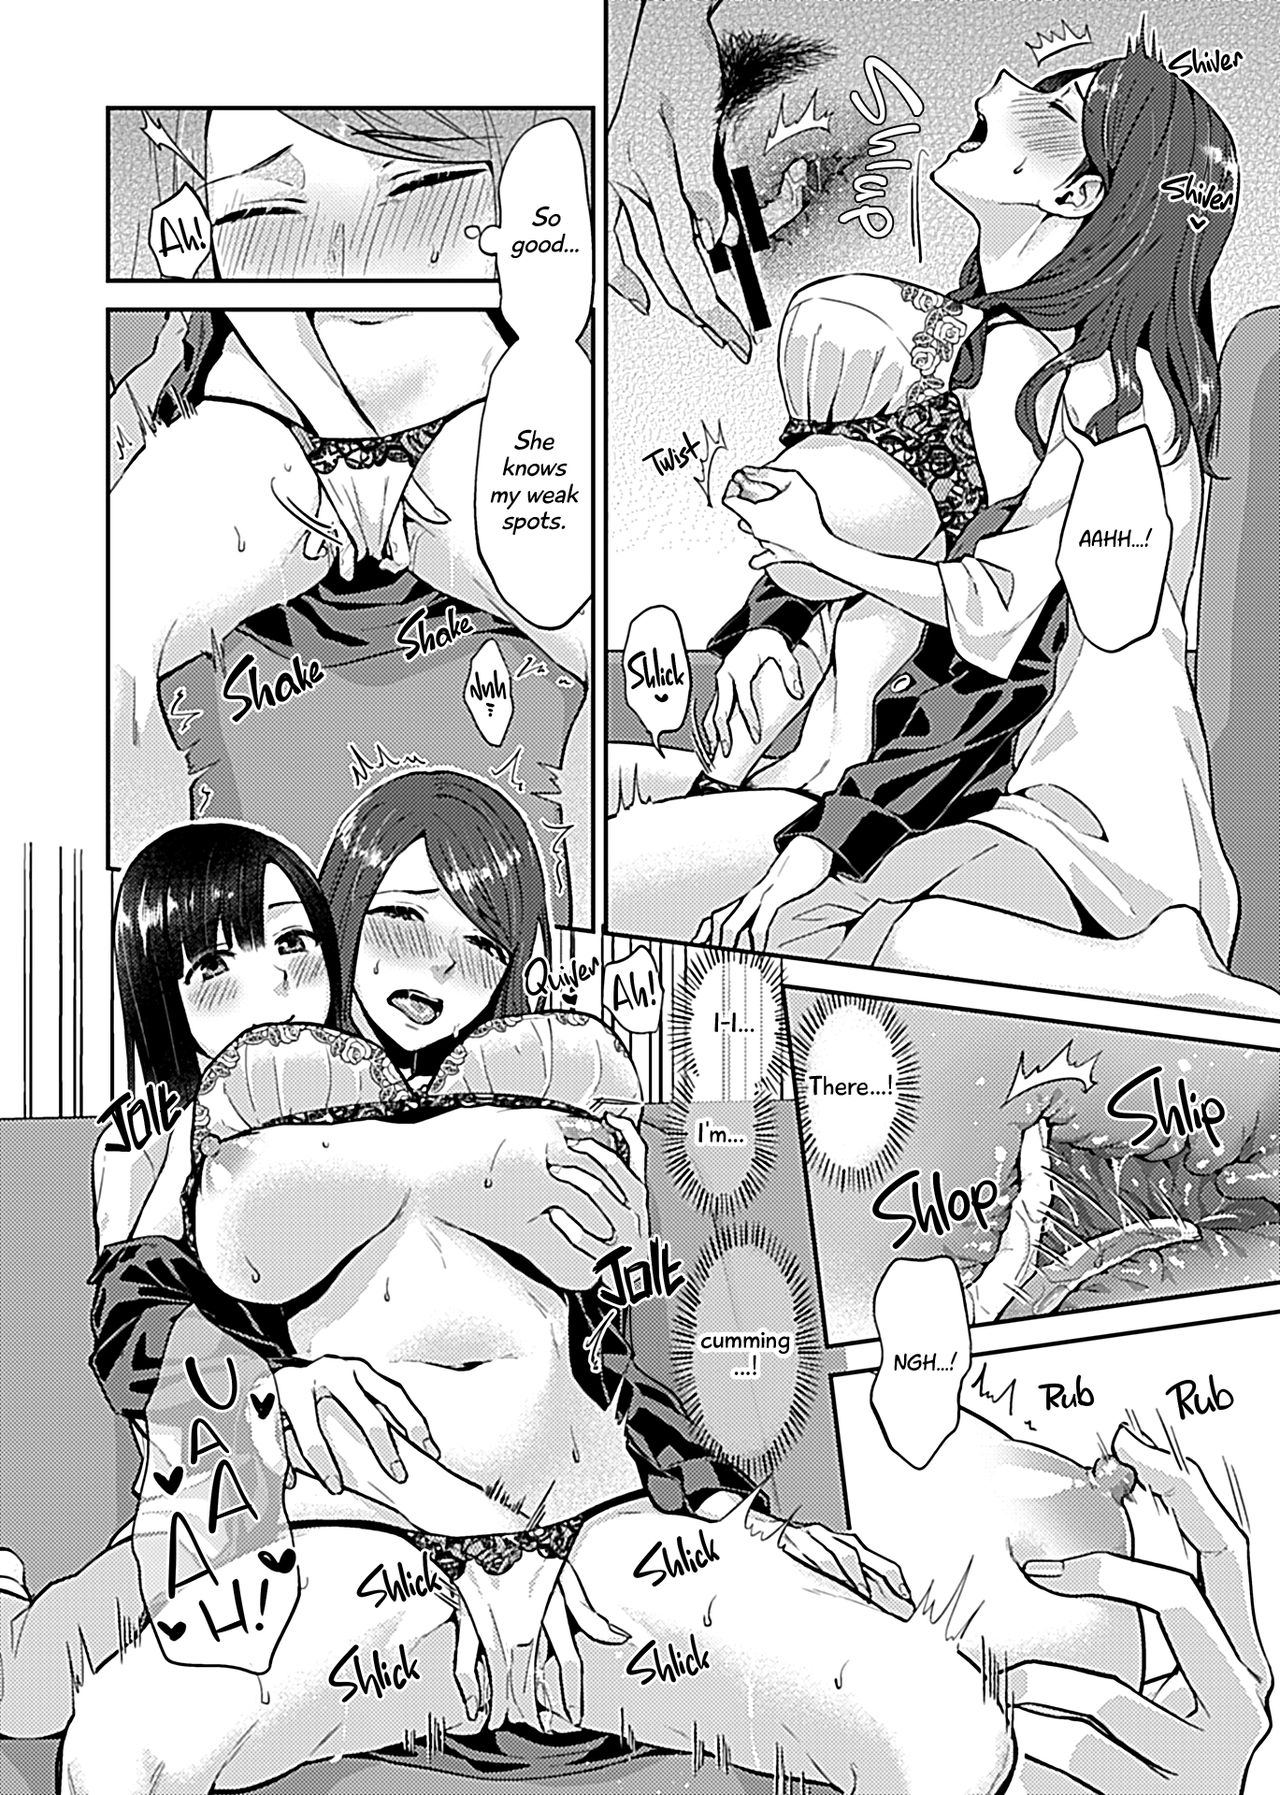 Shiver
Shiver
Shlup
Twist
AAHH...!
Shlick
Ah!
So
good...
She
knows
my weak
spots.
Shake
Shake
Nnh
There...!
Shlip
Shlop
NGH...!
Rub
Rub
Ah!
I-I...
I'm...
cumming
...!
Quiver
Jolt
Jolt
U
A
A
A
H!
Shlick
Shlick
Shlick
Shlick